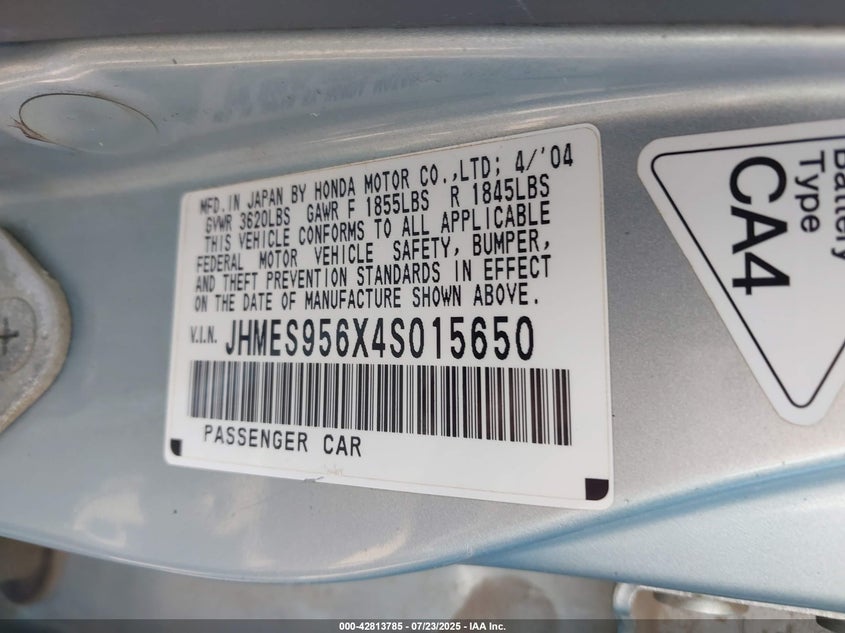 MFD. IN JAPAN BY HONDA MOTOR CO.,LTD; 4/'04
GVWR 3620LBS GAWR F 1855LBS R 1845LBS
THIS VEHICLE CONFORMS TO ALL APPLICABLE
FEDERAL MOTOR VEHICLE SAFETY, BUMPER,
AND THEFT PREVENTION STANDARDS IN EFFECT
ON THE DATE OF MANUFACTURE SHOWN ABOVE.
V.I.N. JHMES956X4S015650
PASSENGER CAR
Battery
Type
CA4
000-42813785 - 07/23/2025 - IAA Inc.